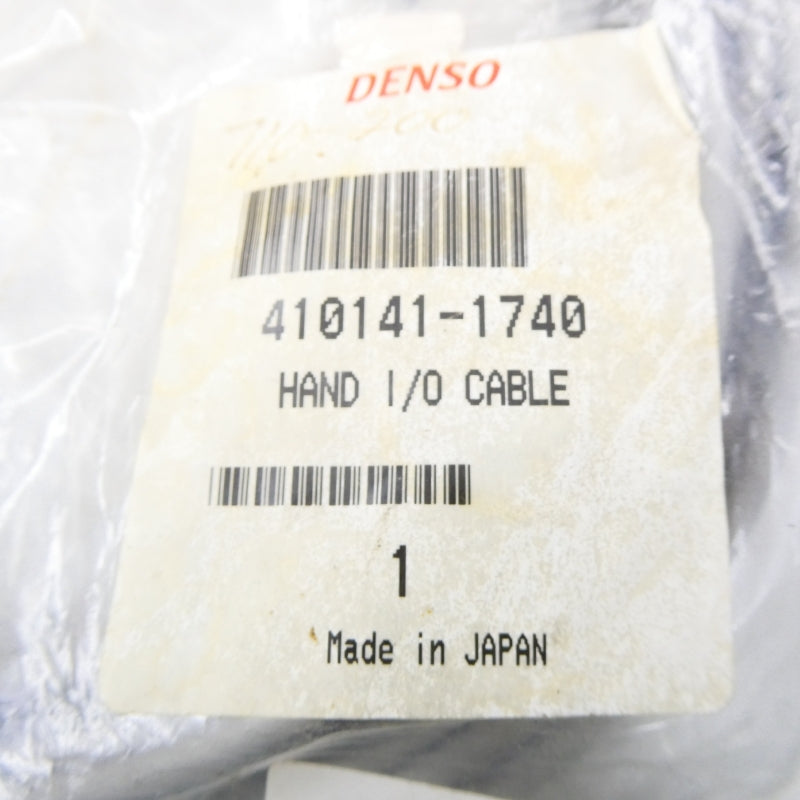 DENSO
410141-1740
HAND I/O CABLE
1
Made in JAPAN